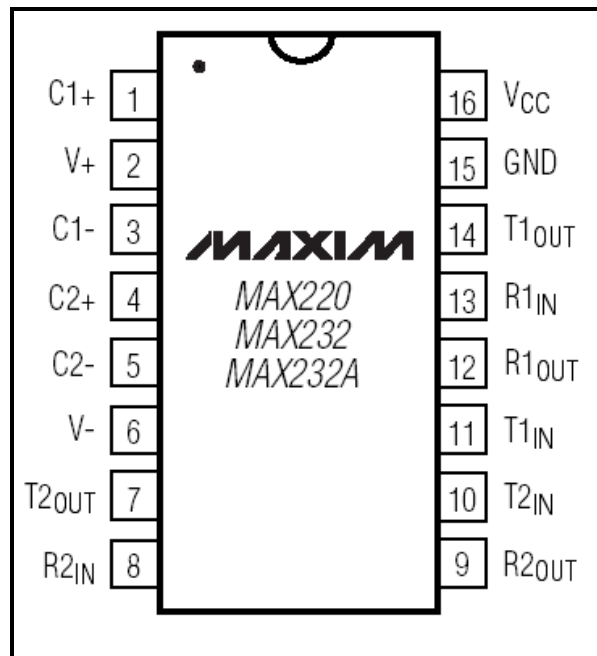 C1+ 1 16 VCC
V+ 2 15 GND
C1- 3 14 T1OUT
MAXIM
C2+ 4 MAX220 13 R1IN
MAX232
C2- 5 MAX232A 12 R1OUT
V- 6 11 T1IN
T2OUT 7 10 T2IN
R2IN 8 9 R2OUT